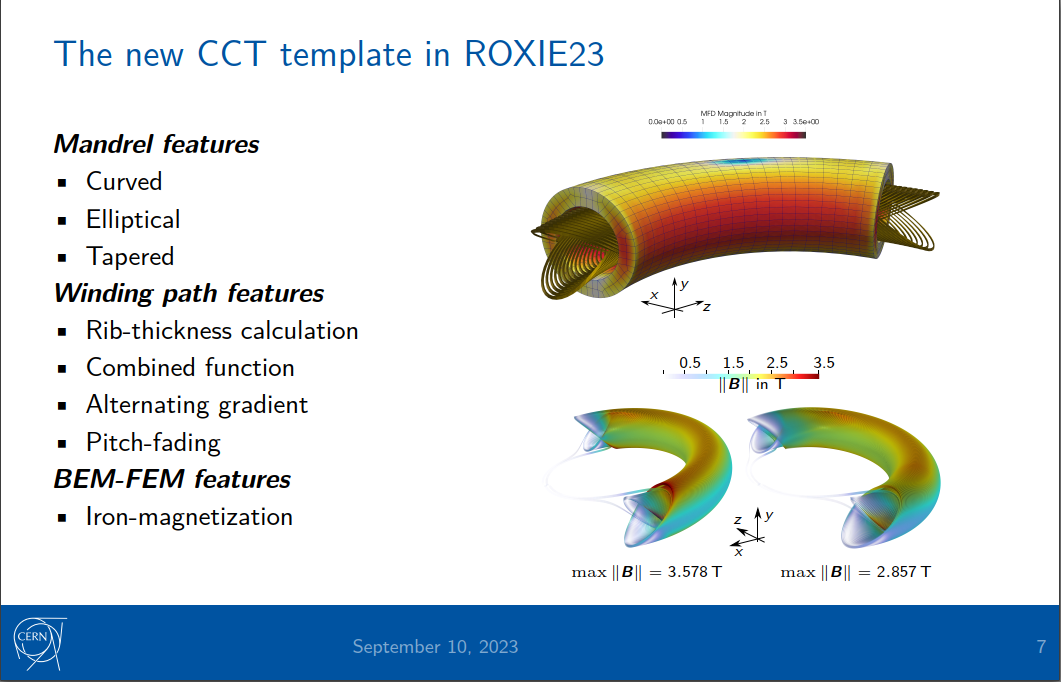 The new CCT template in ROXIE23
Mandrel features
▪ Curved
▪ Elliptical
▪ Tapered
Winding path features
▪ Rib-thickness calculation
▪ Combined function
▪ Alternating gradient
▪ Pitch-fading
BEM-FEM features
▪ Iron-magnetization
MFD Magnitude in T
0.0e+00 0.5 1 1.5 2 2.5 3 3.5e+00
y
x
z
0.5 1.5 2.5 3.5
‖B‖ in T
z y
x
max ‖B‖ = 3.578 T max ‖B‖ = 2.857 T
CERN
September 10, 2023 7